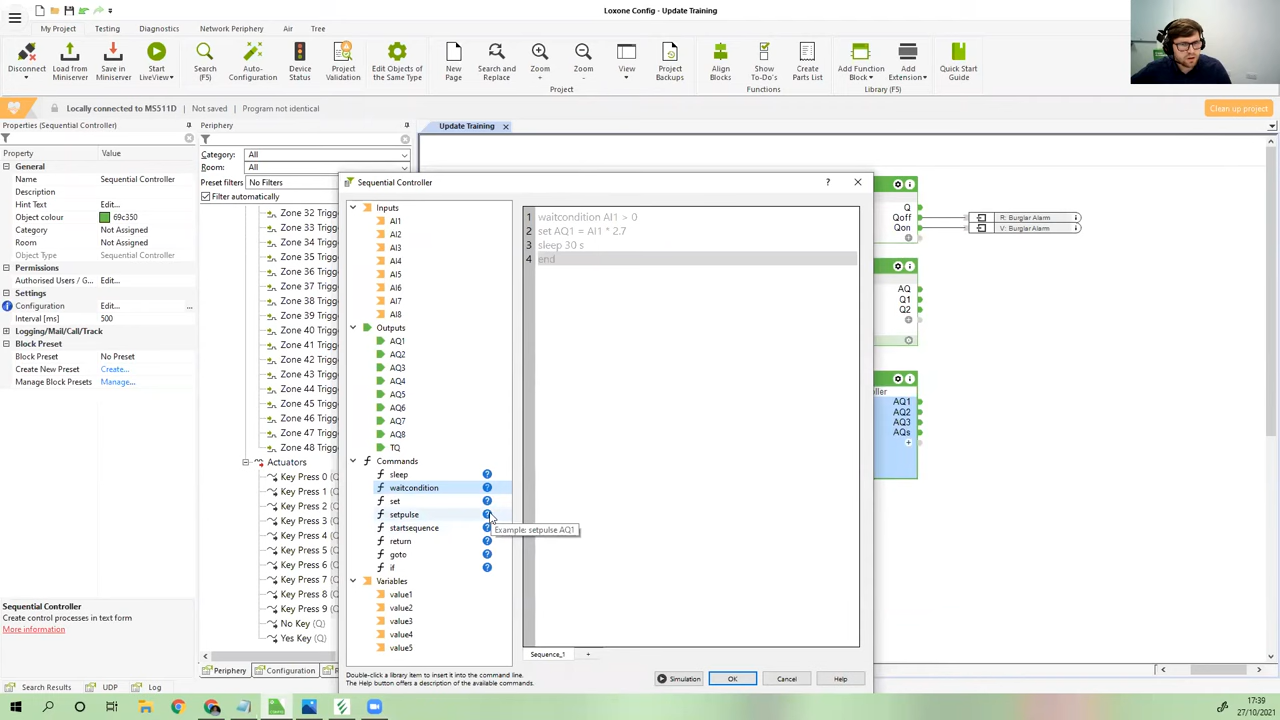 Loxone Config - Update Training
My Project
Testing
Diagnostics
Network Periphery
Air
Tree
Disconnect
Load from Miniserver
Save in Miniserver
Start LiveView
Search (F5)
Auto-Configuration
Device Status
Project Validation
Edit Objects of the Same Type
New Page
Search and Replace
Zoom +
Zoom -
View
Project Backups
Align Blocks
Show To-Do's
Create Parts List
Add Function Block
Add Extension
Quick Start Guide
Project
Functions
Library (F5)
Locally connected to MS511D
Not saved
Program not identical
Clean up project
Properties (Sequential Controller)
Property Value
General
Name Sequential Controller
Description
Hint Text Edit...
Object colour 69c350
Category Not Assigned
Room Not Assigned
Object Type Sequential Controller
Permissions
Authorised Users / G... Edit...
Settings
Configuration Edit...
Interval [ms] 500
Logging/Mail/Call/Track
Block Preset
Block Preset No Preset
Create New Preset Create...
Manage Block Presets Manage...
Sequential Controller
Create control processes in text form
More information
Periphery
Category: All
Room: All
Preset filters No Filters
Filter automatically
Zone 32 Trigg
Zone 33 Trigg
Zone 34 Trigg
Zone 35 Trigg
Zone 36 Trigg
Zone 37 Trigg
Zone 38 Trigg
Zone 39 Trigg
Zone 40 Trigg
Zone 41 Trigg
Zone 42 Trigg
Zone 43 Trigg
Zone 44 Trigg
Zone 45 Trigg
Zone 46 Trigg
Zone 47 Trigg
Zone 48 Trigg
Actuators
Key Press 0 (Q
Key Press 1 (Q
Key Press 2 (Q
Key Press 3 (Q
Key Press 4 (Q
Key Press 5 (Q
Key Press 6 (Q
Key Press 7 (Q
Key Press 8 (Q
Key Press 9 (Q
No Key (Q)
Yes Key (Q)
Periphery
Configuration
Search Results
UDP
Log
Update Training
Sequential Controller
Inputs
AI1
AI2
AI3
AI4
AI5
AI6
AI7
AI8
Outputs
AQ1
AQ2
AQ3
AQ4
AQ5
AQ6
AQ7
AQ8
TQ
Commands
sleep
waitcondition
set
setpulse
startsequence
return
goto
if
Variables
value1
value2
value3
value4
value5
Example: setpulse AQ1
1 waitcondition AI1 > 0
2 set AQ1 = AI1 * 2.7
3 sleep 30 s
4 end
Sequence_1
+
Double-click a library item to insert it into the command line.
The Help button offers a description of the available commands.
Simulation
OK
Cancel
Help
Q
Qoff
Qon
R: Burglar Alarm
V: Burglar Alarm
AQ
Q1
Q2
ller
AQ1
AQ2
AQ3
AQs
17:39
27/10/2021